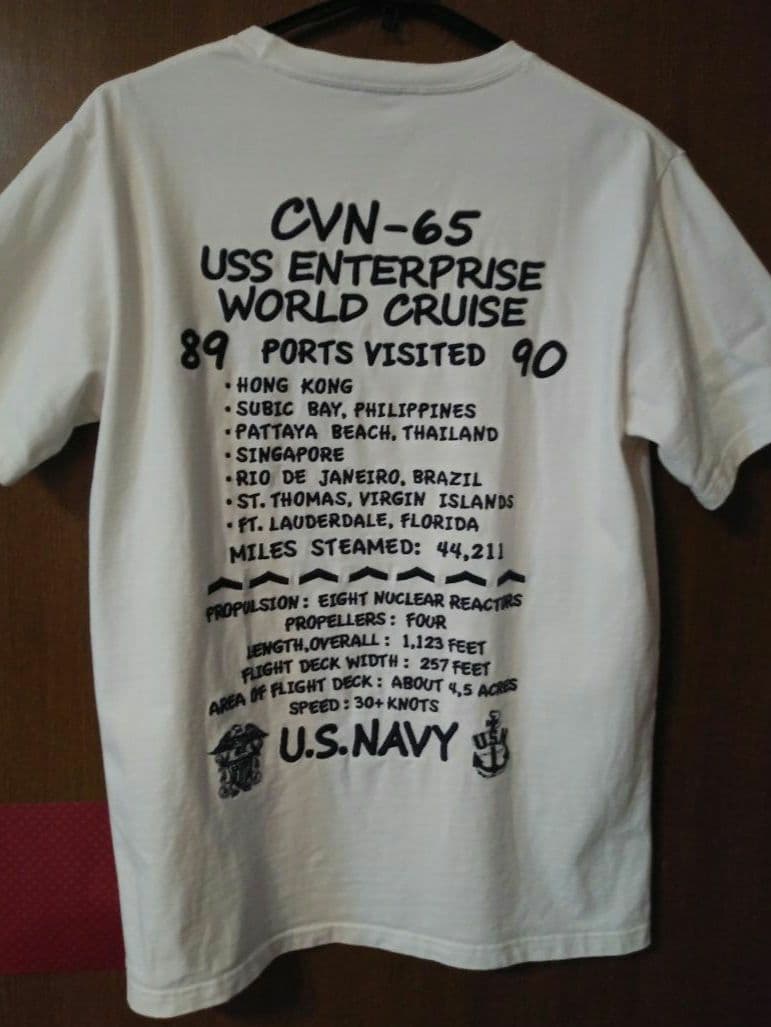 CVN-65
USS ENTERPRISE
WORLD CRUISE
89 PORTS VISITED 90
• HONG KONG
• SUBIC BAY, PHILIPPINES
• PATTAYA BEACH, THAILAND
• SINGAPORE
• RIO DE JANEIRO, BRAZIL
• ST. THOMAS, VIRGIN ISLANDS
• FT. LAUDERDALE, FLORIDA
MILES STEAMED: 44,211
PROPULSION: EIGHT NUCLEAR REACTORS
PROPELLERS: FOUR
LENGTH, OVERALL: 1,123 FEET
FLIGHT DECK WIDTH: 257 FEET
AREA OF FLIGHT DECK: ABOUT 4,5 ACRES
SPEED: 30+ KNOTS
U.S. NAVY
USN